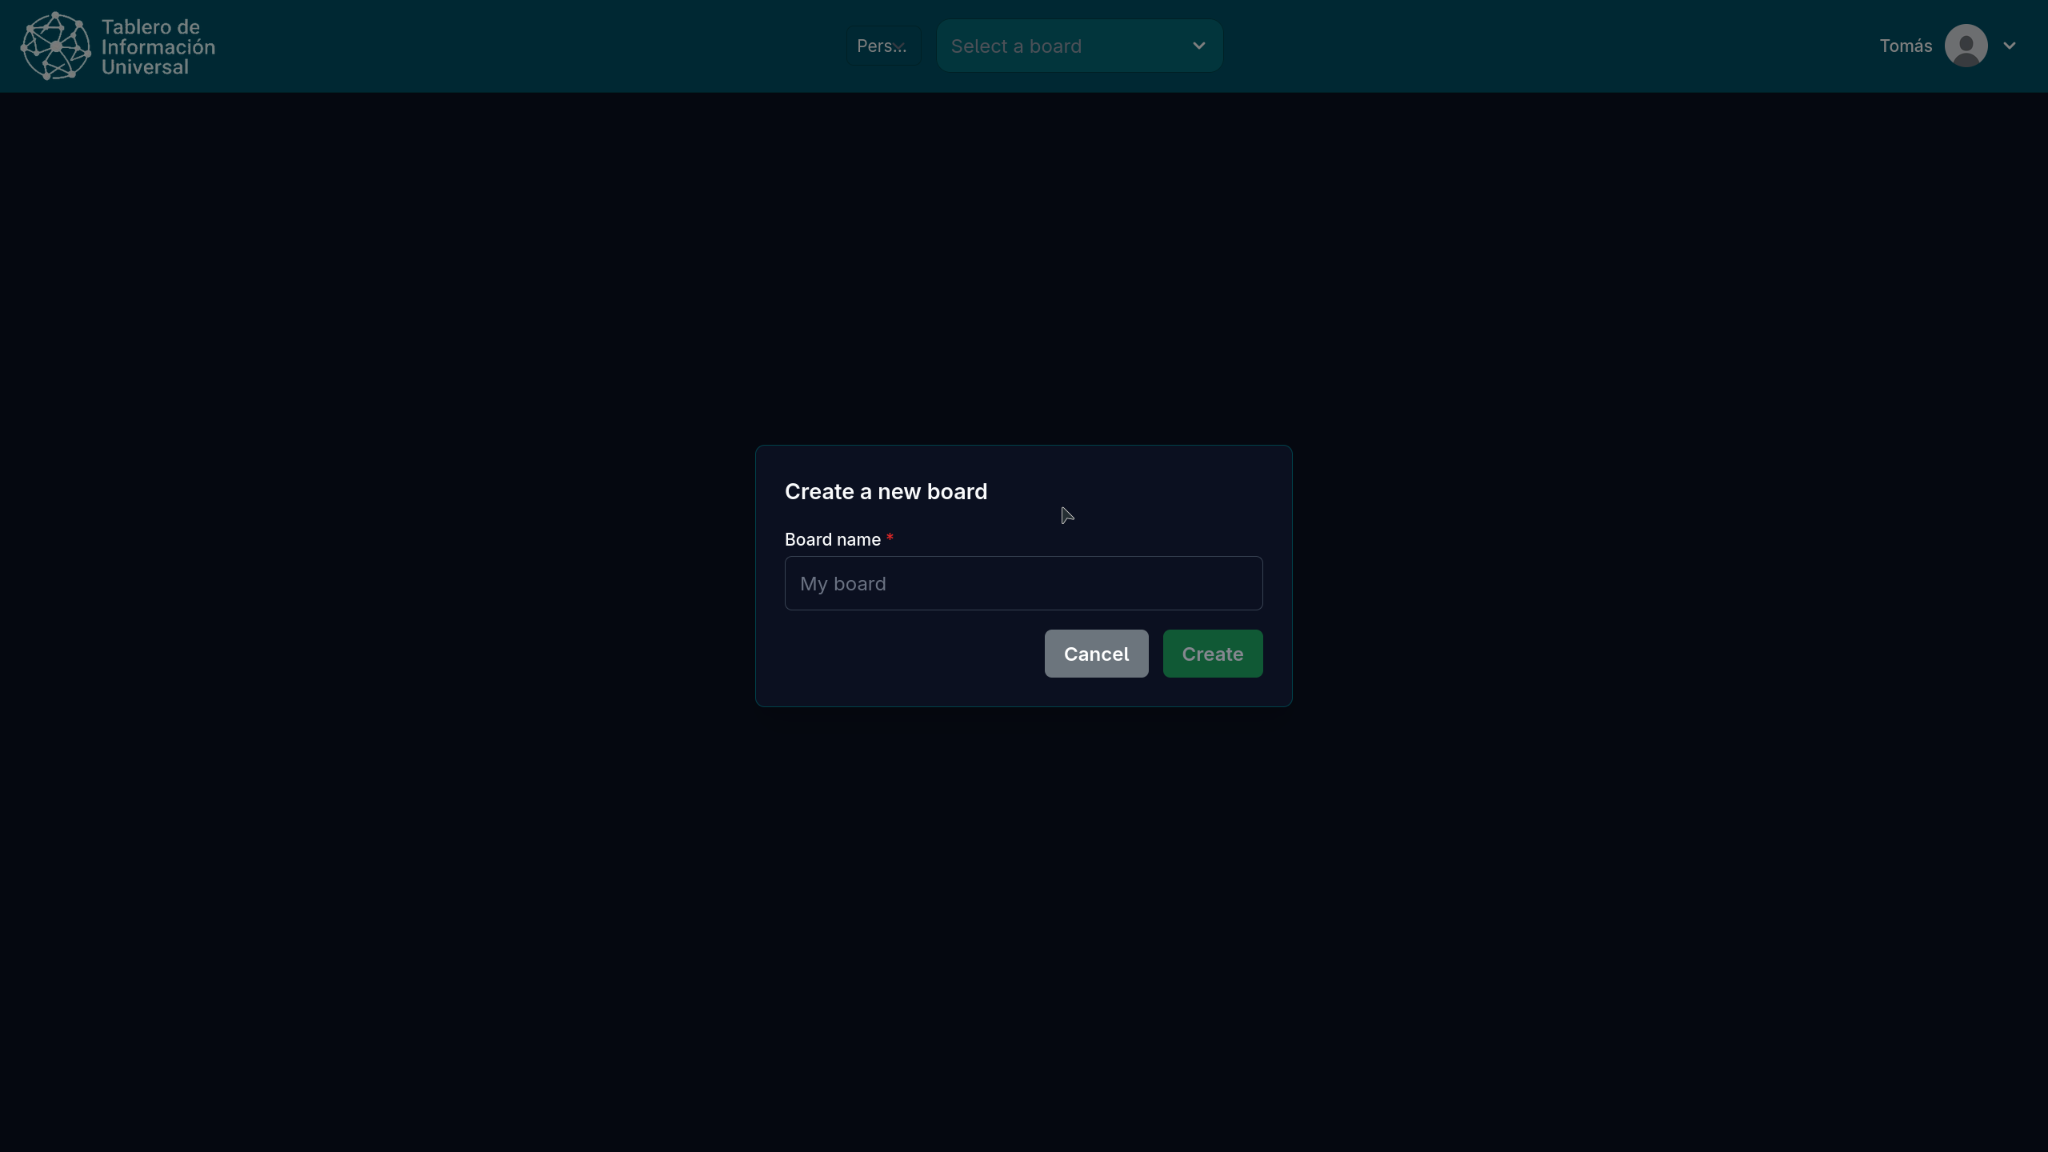 Tablero de
Información
Universal
Pers...
Select a board
Tomás
Create a new board
Board name *
My board
Cancel
Create